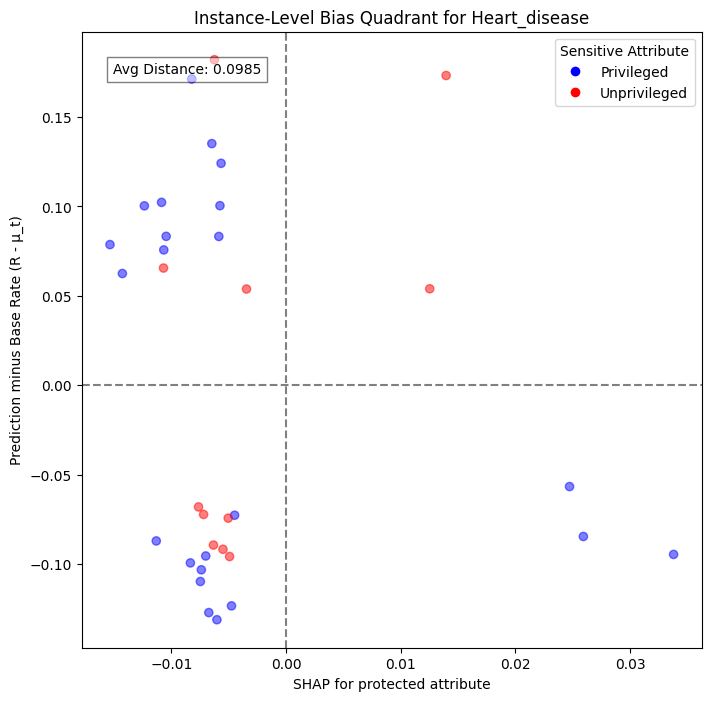 Instance-Level Bias Quadrant for Heart_disease
Avg Distance: 0.0985
Sensitive Attribute
Privileged
Unprivileged
Prediction minus Base Rate (R - μ_t)
0.15
0.10
0.05
0.00
−0.05
−0.10
−0.01
0.00
0.01
0.02
0.03
SHAP for protected attribute